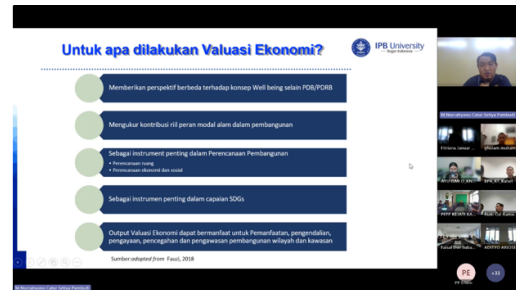 Untuk apa dilakukan Valuasi Ekonomi?
IPB University
Bogor Indonesia
Memberikan perspektif berbeda terhadap konsep Well being selain PDB/PDRB
Mengukur kontribusi riil peran modal alam dalam pembangunan
Sebagai instrument penting dalam Perencanaan Pembangunan
• Perencanaan ruang
• Perencanaan ekonomi dan sosial
Sebagai instrumen penting dalam capaian SDGs
Output Valuasi Ekonomi dapat bermanfaat untuk Pemanfaatan, pengendalian,
pengayaan, pencegahan dan pengawasan pembangunan wilayah dan kawasan
Sumber:adapted from Fauzi, 2018
PE
+33